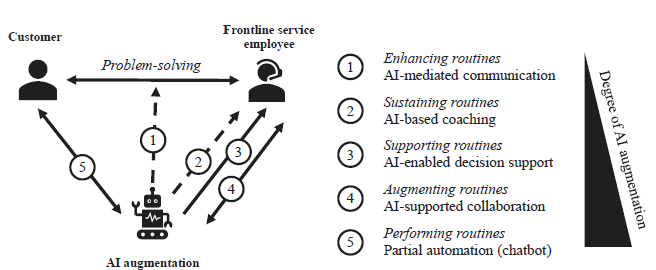 Customer
Frontline service
employee
Problem-solving
1
2
3
4
5
AI augmentation
1 Enhancing routines
AI-mediated communication
2 Sustaining routines
AI-based coaching
3 Supporting routines
AI-enabled decision support
4 Augmenting routines
AI-supported collaboration
5 Performing routines
Partial automation (chatbot)
Degree of AI augmentation